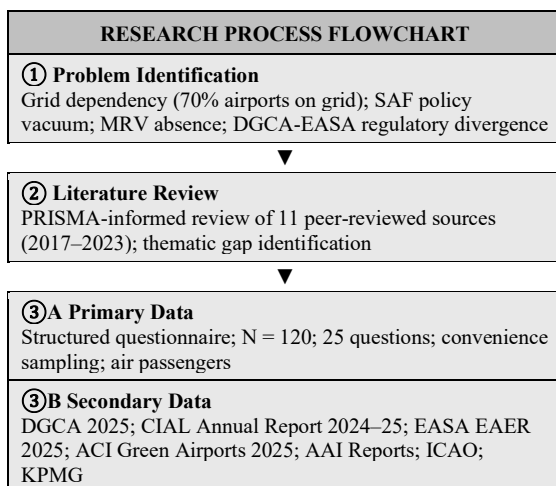 RESEARCH PROCESS FLOWCHART
① Problem Identification
Grid dependency (70% airports on grid); SAF policy
vacuum; MRV absence; DGCA-EASA regulatory divergence
▼
② Literature Review
PRISMA-informed review of 11 peer-reviewed sources
(2017–2023); thematic gap identification
▼
③A Primary Data
Structured questionnaire; N = 120; 25 questions; convenience
sampling; air passengers
③B Secondary Data
DGCA 2025; CIAL Annual Report 2024–25; EASA EAER
2025; ACI Green Airports 2025; AAI Reports; ICAO;
KPMG